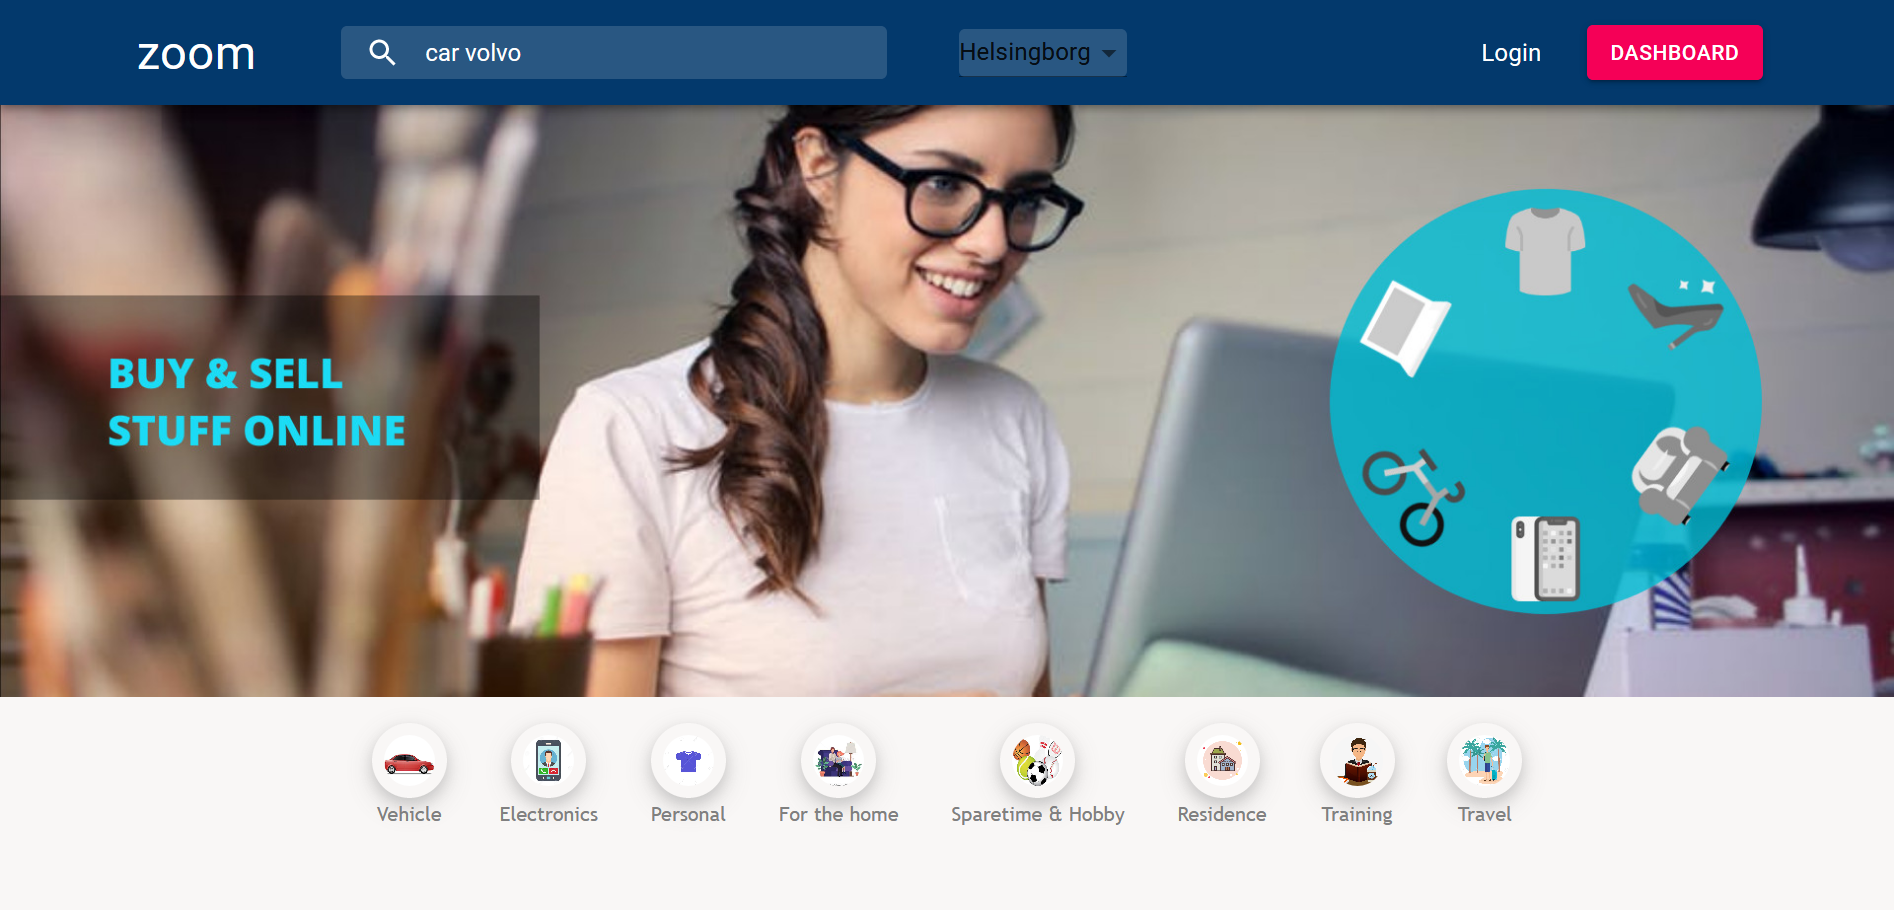 zoom
car volvo
Helsingborg
Login
DASHBOARD
BUY & SELL
STUFF ONLINE
Vehicle
Electronics
Personal
For the home
Sparetime & Hobby
Residence
Training
Travel